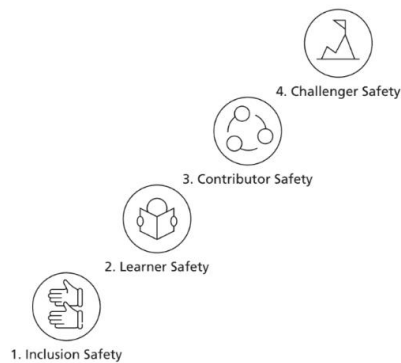 4. Challenger Safety
3. Contributor Safety
2. Learner Safety
1. Inclusion Safety